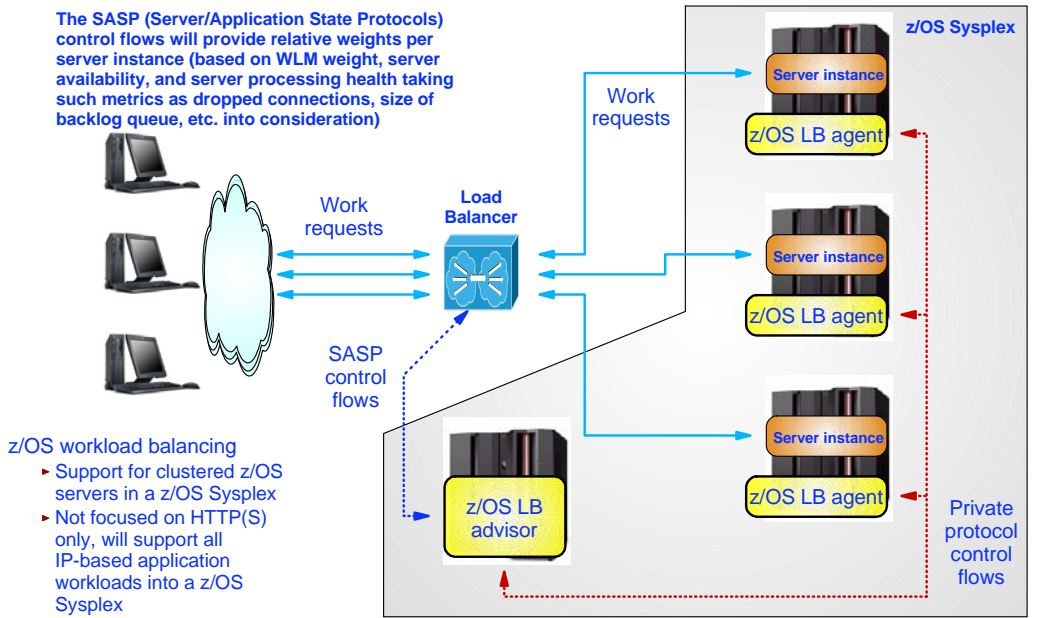 The SASP (Server/Application State Protocols)
control flows will provide relative weights per
server instance (based on WLM weight, server
availability, and server processing health taking
such metrics as dropped connections, size of
backlog queue, etc. into consideration)
z/OS Sysplex
Server instance
z/OS LB agent
Work
requests
Load
Balancer
Work
requests
Server instance
z/OS LB agent
SASP
control
flows
Server instance
z/OS LB agent
z/OS LB
advisor
Private
protocol
control
flows
z/OS workload balancing
Support for clustered z/OS
servers in a z/OS Sysplex
Not focused on HTTP(S)
only, will support all
IP-based application
workloads into a z/OS
Sysplex